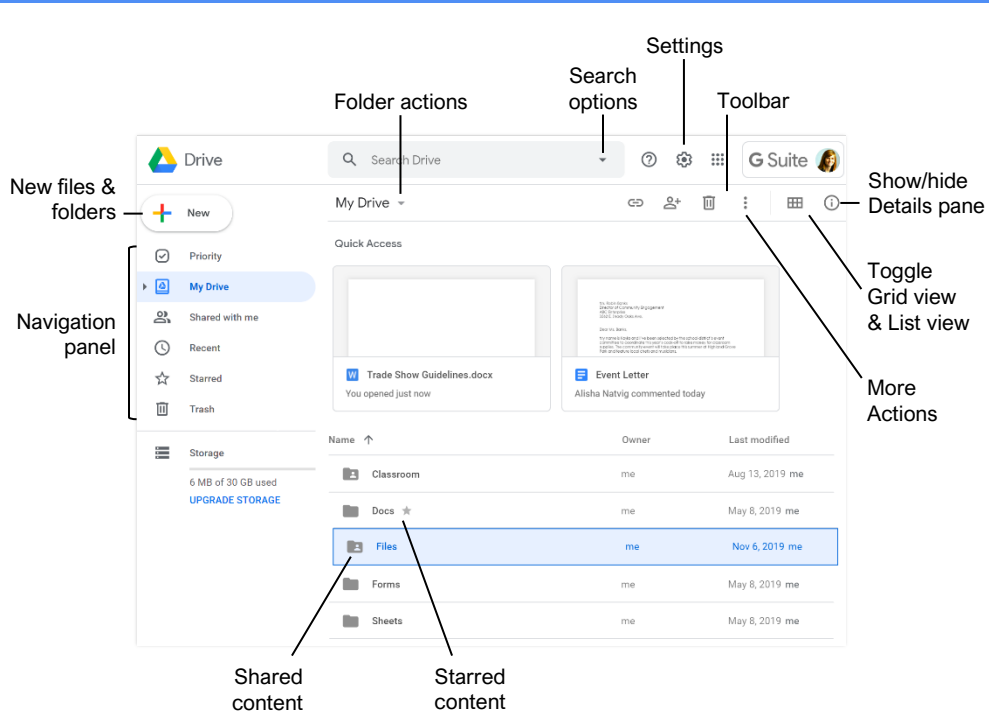 Settings
Search
options
Folder actions
Toolbar
Drive
Search Drive
G Suite
New files &
folders
New
My Drive
Show/hide
Details pane
Quick Access
Priority
My Drive
Shared with me
Recent
Starred
Trash
Navigation
panel
Toggle
Grid view
& List view
Dear Ms. Banks
W Trade Show Guidelines.docx
You opened just now
Event Letter
Alisha Natvig commented today
More
Actions
Storage
6 MB of 30 GB used
UPGRADE STORAGE
Name Owner Last modified
Classroom me Aug 13, 2019 me
Docs me May 8, 2019 me
Files me Nov 6, 2019 me
Forms me May 8, 2019 me
Sheets me May 8, 2019 me
Shared
content
Starred
content